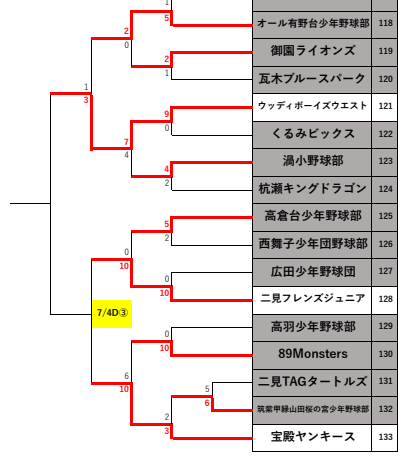 1
5 オール有野台少年野球部 118
2
0 御園ライオンズ 119
2
1 瓦木ブルースパーク 120
1
3
9 ウッディボーイズウエスト 121
0 くるみビックス 122
7
4
4 渦小野球部 123
2 杭瀬キングドラゴン 124
5 高倉台少年野球部 125
2 西舞子少年団野球部 126
0
10
0 広田少年野球団 127
10 二見フレンズジュニア 128
7/4D③
0 高羽少年野球部 129
10 89Monsters 130
6
10
5 二見TAGタートルズ 131
6 筑紫甲緑山田桜の宮少年野球部 132
2
3 宝殿ヤンキース 133